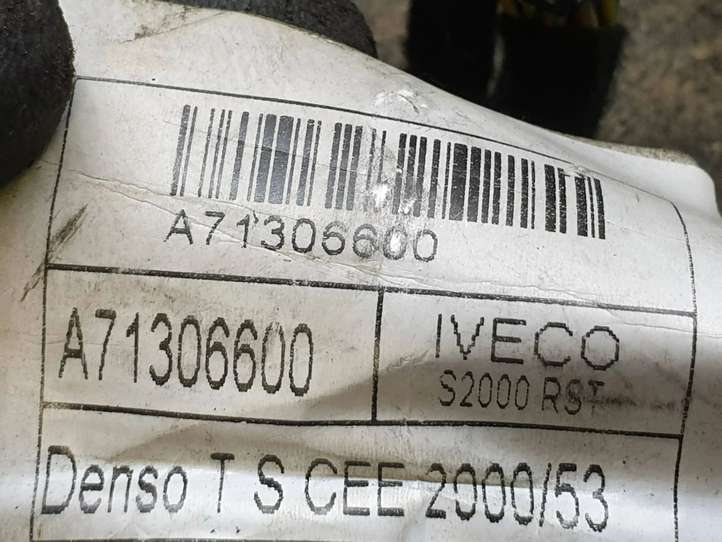 A71306600
A71306600
IVECO
S2000 RST
Denso T S CEE 2000/53